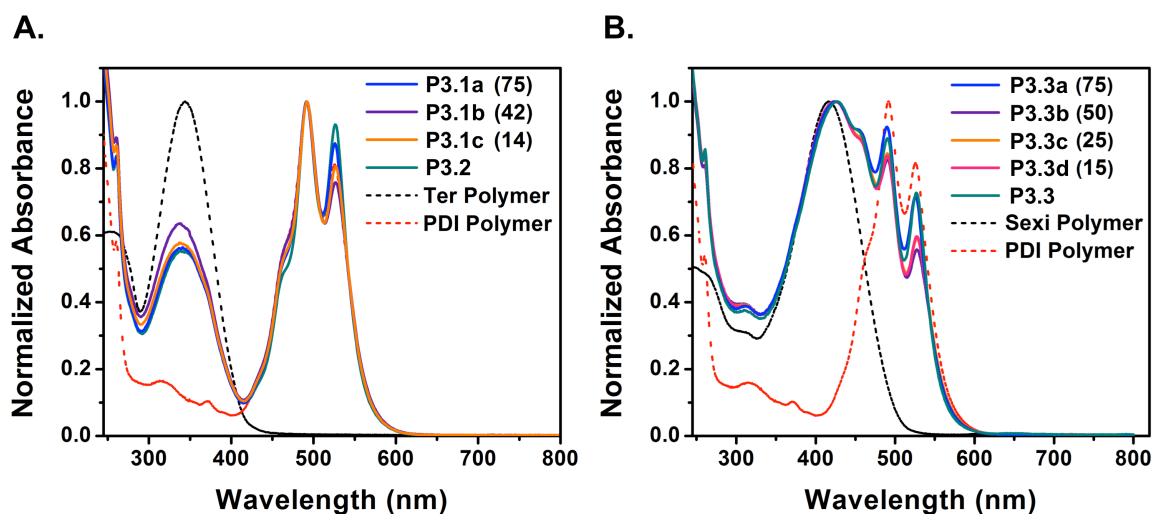 A.
Normalized Absorbance
1.0
0.8
0.6
0.4
0.2
0.0
300 400 500 600 700 800
Wavelength (nm)
P3.1a (75)
P3.1b (42)
P3.1c (14)
P3.2
Ter Polymer
PDI Polymer
B.
Normalized Absorbance
1.0
0.8
0.6
0.4
0.2
0.0
300 400 500 600 700 800
Wavelength (nm)
P3.3a (75)
P3.3b (50)
P3.3c (25)
P3.3d (15)
P3.3
Sexi Polymer
PDI Polymer